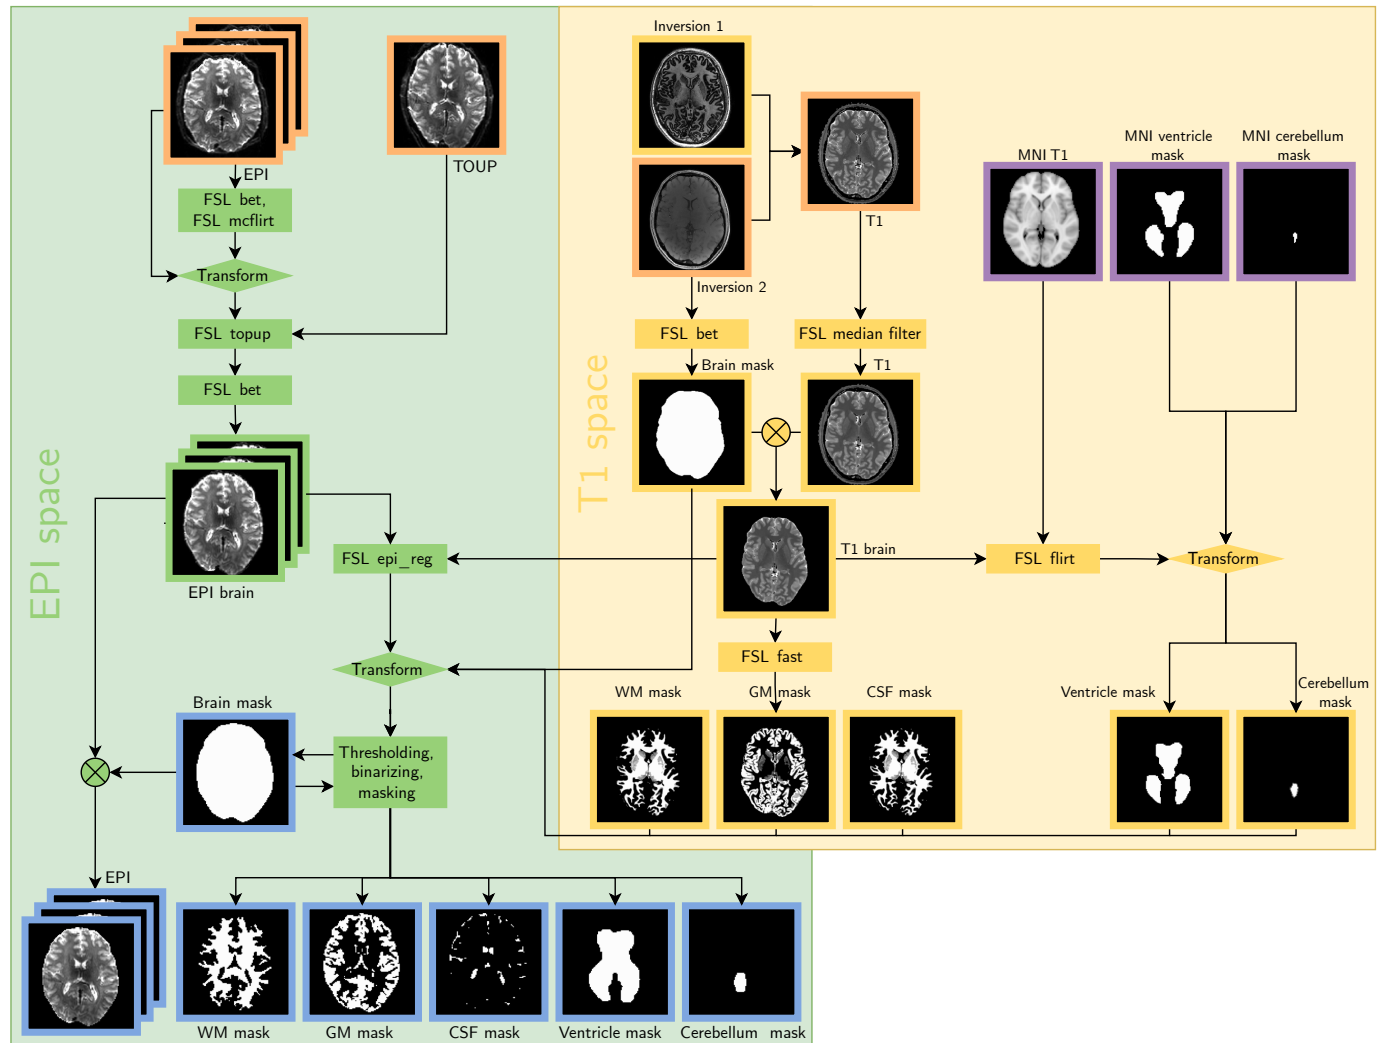 Inversion 1
EPI
TOUP
FSL bet,
FSL mcflirt
Transform
FSL topup
FSL bet
EPI space
EPI brain
FSL epi_reg
Transform
Brain mask
Thresholding,
binarizing,
masking
EPI
WM mask
GM mask
CSF mask
Ventricle mask
Cerebellum mask
T1
Inversion 2
FSL bet
FSL median filter
Brain mask
T1
T1 space
T1 brain
FSL fast
WM mask
GM mask
CSF mask
MNI T1
MNI ventricle
mask
MNI cerebellum
mask
FSL flirt
Transform
Ventricle mask
Cerebellum
mask